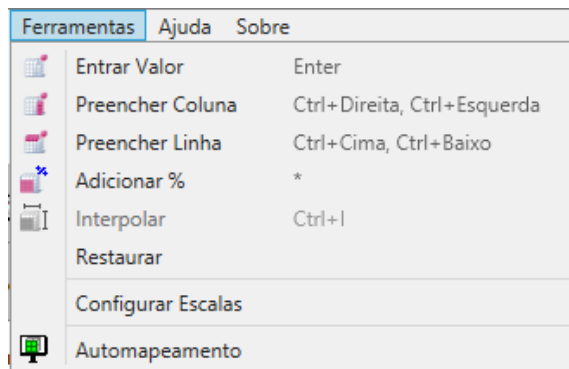 Ferramentas Ajuda Sobre
Entrar Valor Enter
Preencher Coluna Ctrl+Direita, Ctrl+Esquerda
Preencher Linha Ctrl+Cima, Ctrl+Baixo
Adicionar % *
Interpolar Ctrl+I
Restaurar
Configurar Escalas
Automapeamento